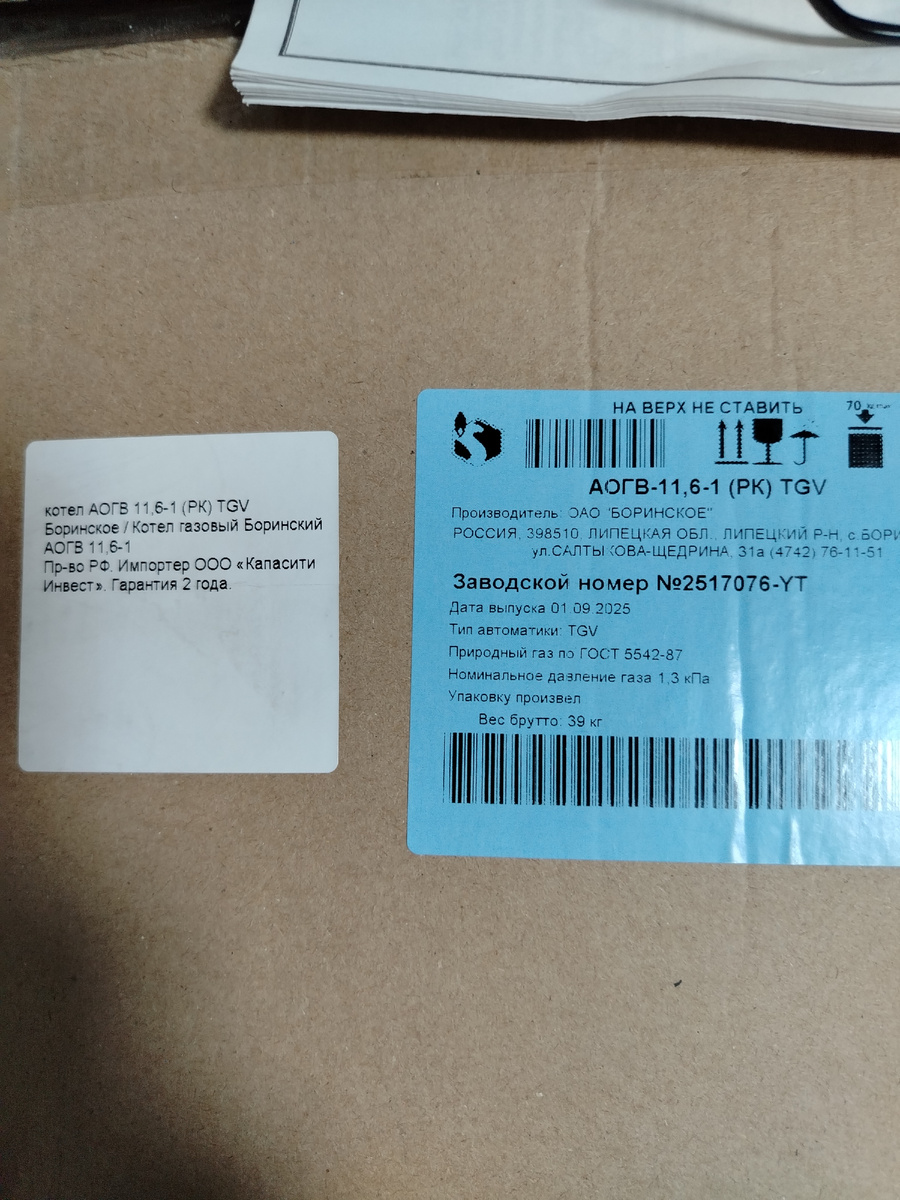 котел АОГВ 11,6-1 (РК) TGV
Боринское / Котел газовый Боринский
АОГВ 11,6-1
Пр-во РФ. Импортер ООО «Капасити
Инвест». Гарантия 2 года.
НА ВЕРХ НЕ СТАВИТЬ
70
АОГВ-11,6-1 (РК) TGV
Производитель: ОАО "БОРИНСКОЕ"
РОССИЯ, 398510, ЛИПЕЦКАЯ ОБЛ., ЛИПЕЦКИЙ Р-Н, с.БОРИ
ул.САЛТЫКОВА-ЩЕДРИНА, 31а (4742) 76-11-51
Заводской номер №2517076-YT
Дата выпуска 01.09.2025
Тип автоматики: TGV
Природный газ по ГОСТ 5542-87
Номинальное давление газа 1,3 кПа
Упаковку произвел
Вес брутто: 39 кг